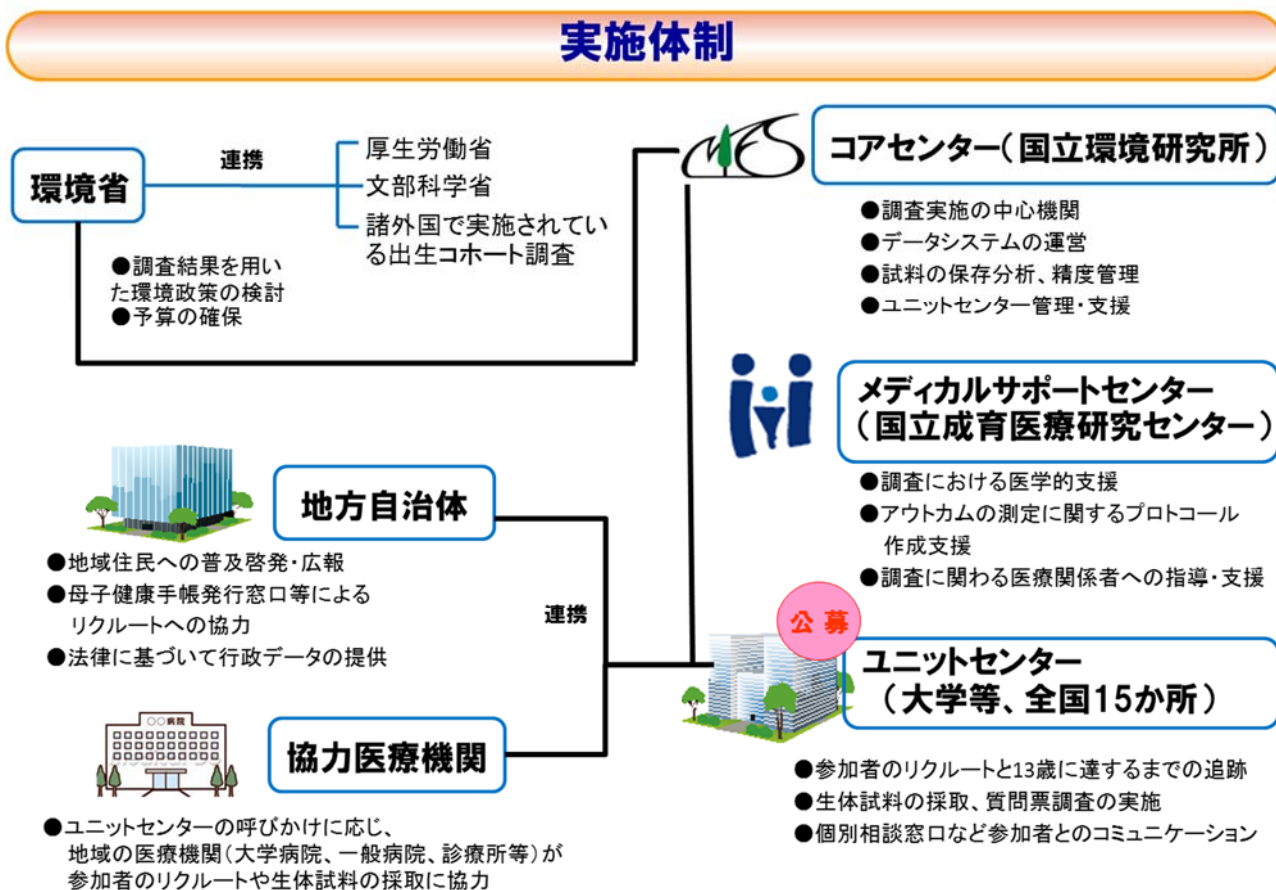 実施体制
環境省
連携
厚生労働省
文部科学省
諸外国で実施されてい
る出生コホート調査
●調査結果を用い
た環境政策の検討
●予算の確保
コアセンター(国立環境研究所)
●調査実施の中心機関
●データシステムの運営
●試料の保存分析、精度管理
●ユニットセンター管理・支援
メディカルサポートセンター
(国立成育医療研究センター)
●調査における医学的支援
●アウトカムの測定に関するプロトコール
作成支援
●調査に関わる医療関係者への指導・支援
地方自治体
●地域住民への普及啓発・広報
●母子健康手帳発行窓口等による
リクルートへの協力
●法律に基づいて行政データの提供
連携
公募
ユニットセンター
(大学等、全国15か所)
●参加者のリクルートと13歳に達するまでの追跡
●生体試料の採取、質問票調査の実施
●個別相談窓口など参加者とのコミュニケーション
〇〇病院
協力医療機関
●ユニットセンターの呼びかけに応じ、
地域の医療機関(大学病院、一般病院、診療所等)が
参加者のリクルートや生体試料の採取に協力